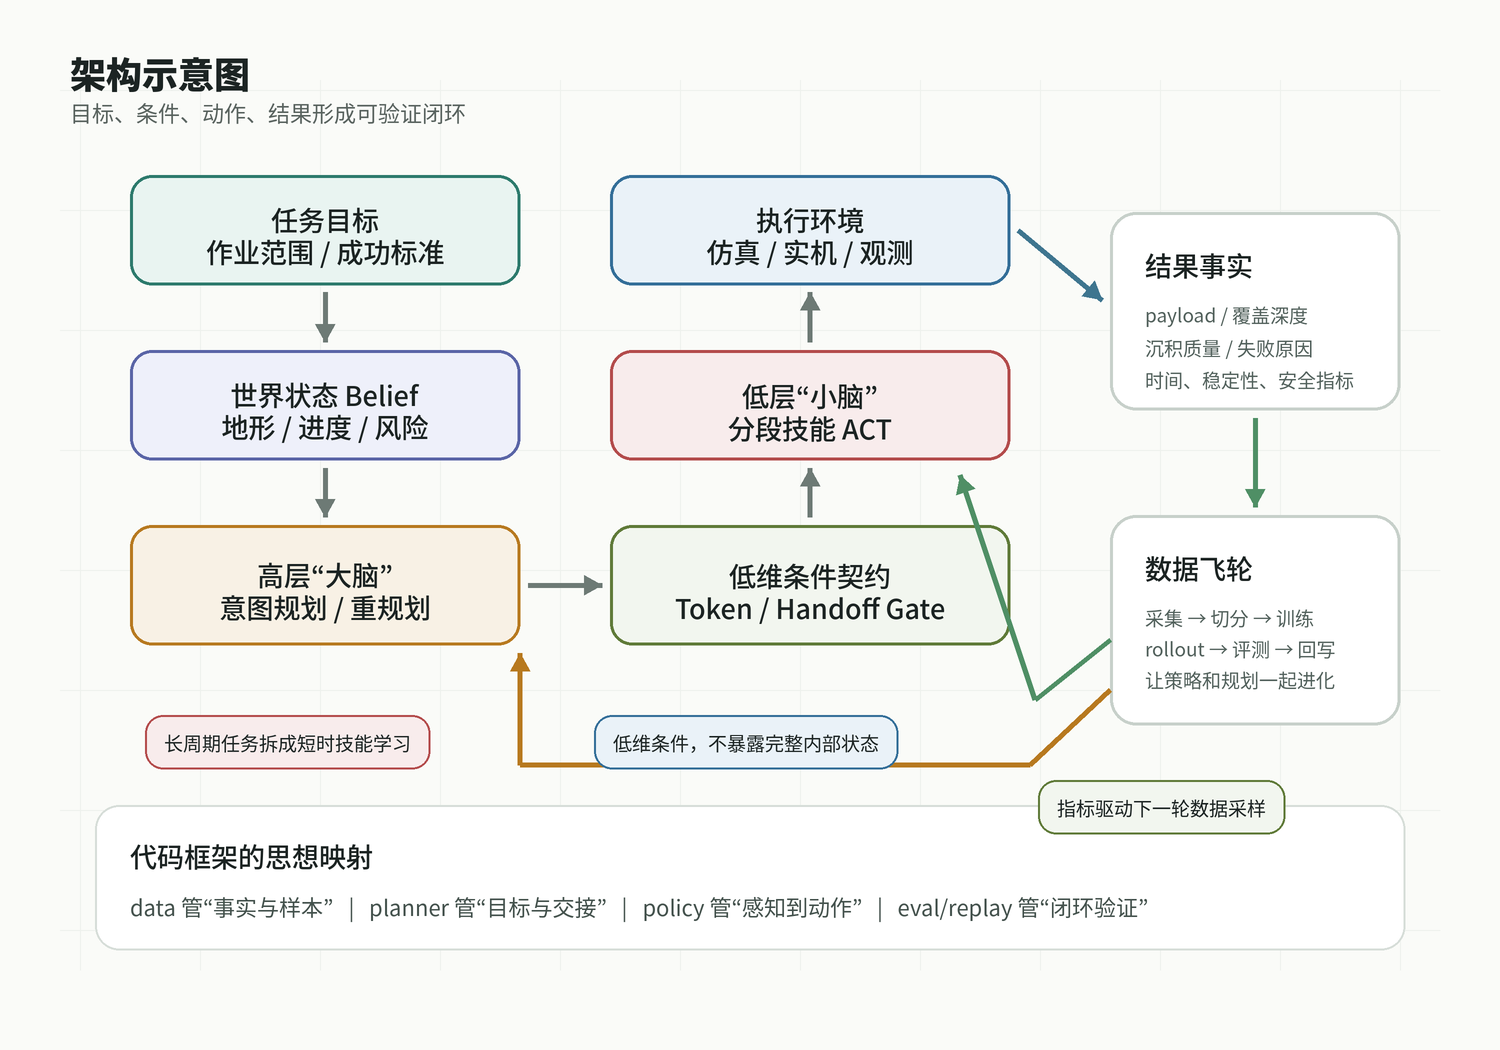 架构示意图
目标、条件、动作、结果形成可验证闭环
任务目标
作业范围 / 成功标准
世界状态 Belief
地形 / 进度 / 风险
高层“大脑”
意图规划 / 重规划
执行环境
仿真 / 实机 / 观测
低层“小脑”
分段技能 ACT
低维条件契约
Token / Handoff Gate
结果事实
payload / 覆盖深度
沉积质量 / 失败原因
时间、稳定性、安全指标
数据飞轮
采集 → 切分 → 训练
rollout → 评测 → 回写
让策略和规划一起进化
长周期任务拆成短时技能学习
低维条件，不暴露完整内部状态
指标驱动下一轮数据采样
代码框架的思想映射
data 管“事实与样本” | planner 管“目标与交接” | policy 管“感知到动作” | eval/replay 管“闭环验证”